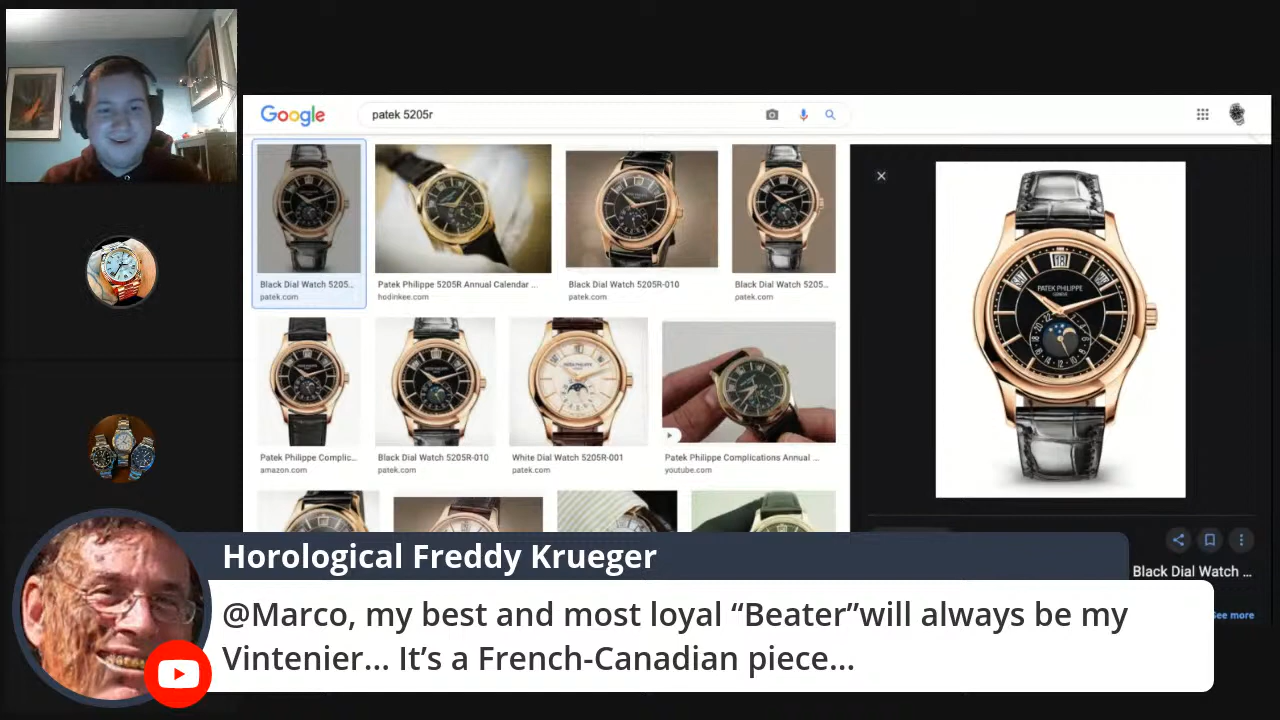 Google
patek 5205r
Black Dial Watch 5205...
patek.com
Patek Philippe 5205R Annual Calendar ...
hodinkee.com
Black Dial Watch 5205R-010
patek.com
Black Dial Watch 5205...
patek.com
Patek Philippe Complic...
amazon.com
Black Dial Watch 5205R-010
patek.com
White Dial Watch 5205R-001
patek.com
Patek Philippe Complications Annual ...
youtube.com
PATEK PHILIPPE
GENEVE
18
Black Dial Watch ...
See more
Horological Freddy Krueger
@Marco, my best and most loyal “Beater”will always be my
Vintenier... It’s a French-Canadian piece...